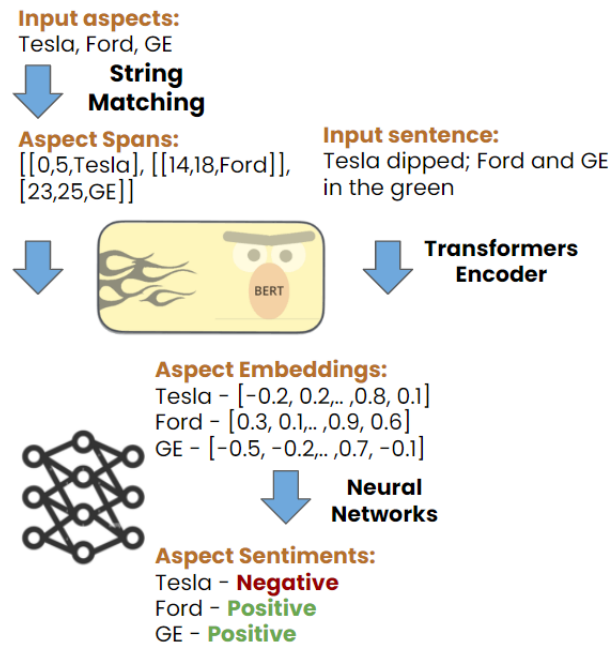 Input aspects:
Tesla, Ford, GE
String
Matching
Aspect Spans:
[[0,5,Tesla], [[14,18,Ford]],
[23,25,GE]]
Input sentence:
Tesla dipped; Ford and GE
in the green
BERT
Transformers
Encoder
Aspect Embeddings:
Tesla - [-0.2, 0.2,.. ,0.8, 0.1]
Ford - [0.3, 0.1,.. ,0.9, 0.6]
GE - [-0.5, -0.2,.. ,0.7, -0.1]
Neural
Networks
Aspect Sentiments:
Tesla - Negative
Ford - Positive
GE - Positive